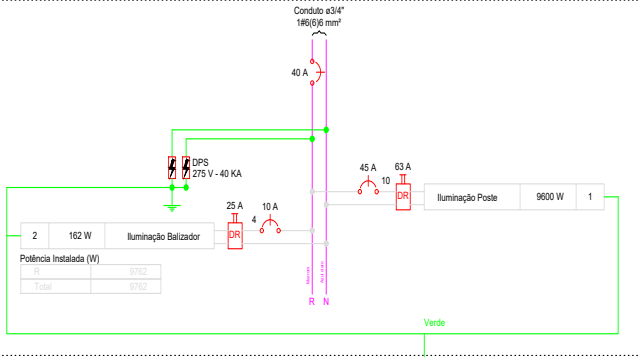 Conduto ø3/4"
1#6(6)6 mm²
40 A
DPS
275 V - 40 KA
45 A
63 A
10
DR
Iluminação Poste
9600 W
1
25 A
10 A
4
DR
2
162 W
Iluminação Balizador
Potência Instalada (W)
R
9762
Total
9762
R
N
Verde